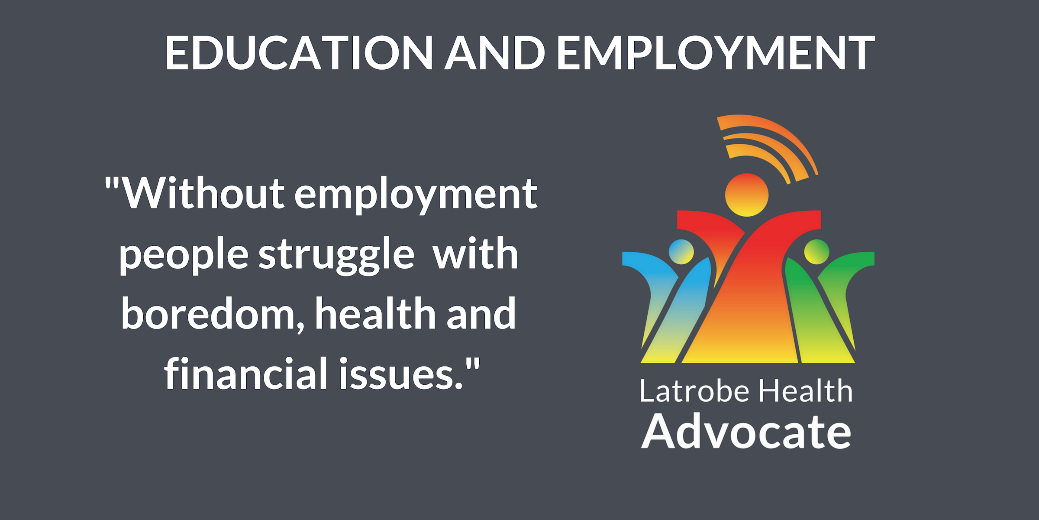 EDUCATION AND EMPLOYMENT
"Without employment
people struggle  with
boredom, health and
financial issues."
Latrobe Health
Advocate